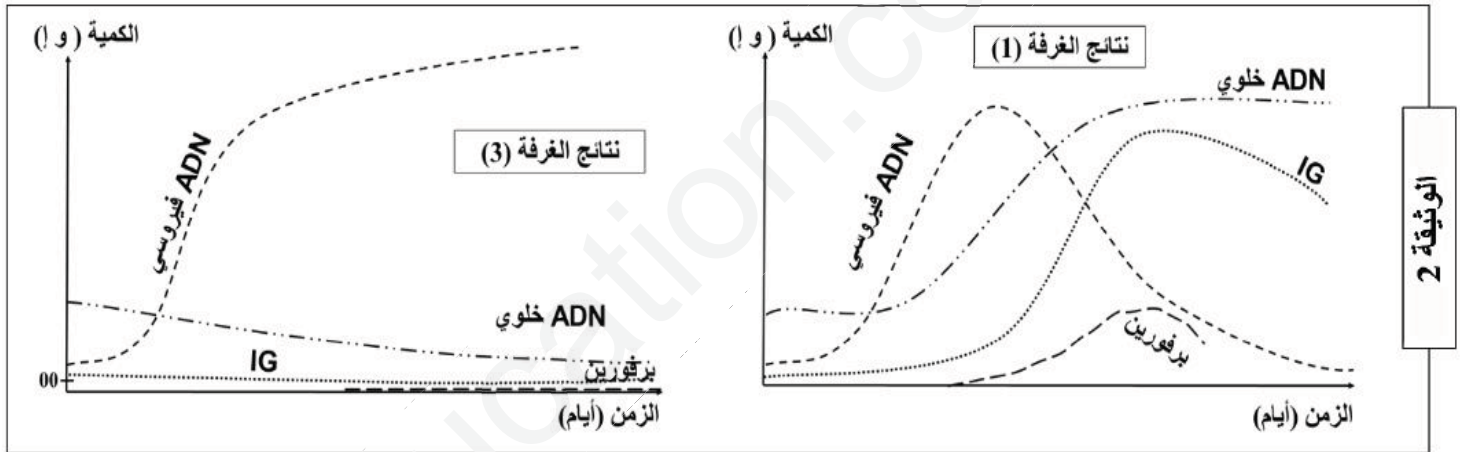 الوثيقة 2
نتائج الغرفة (1)
الكمية (و إ)
ADN خلوي
ADN فيروسي
IG
برفورين
الزمن (أيام)
الكمية (و إ)
نتائج الغرفة (3)
ADN فيروسي
ADN خلوي
IG
برفورين
00
الزمن (أيام)